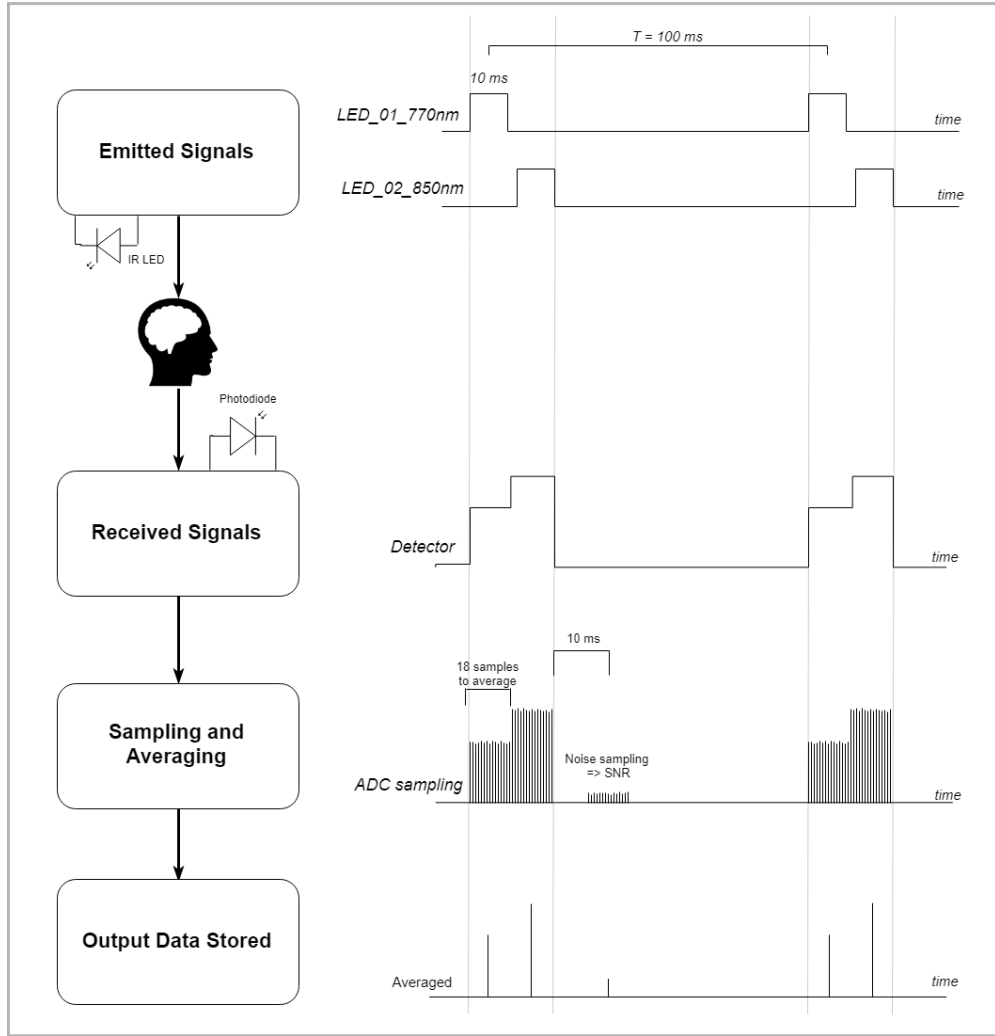 T = 100 ms
10 ms
LED_01_770nm
time
Emitted Signals
LED_02_850nm
time
IR LED
Photodiode
Received Signals
Detector
time
10 ms
18 samples
to average
Sampling and
Averaging
Noise sampling
=> SNR
ADC sampling
time
Output Data Stored
Averaged
time